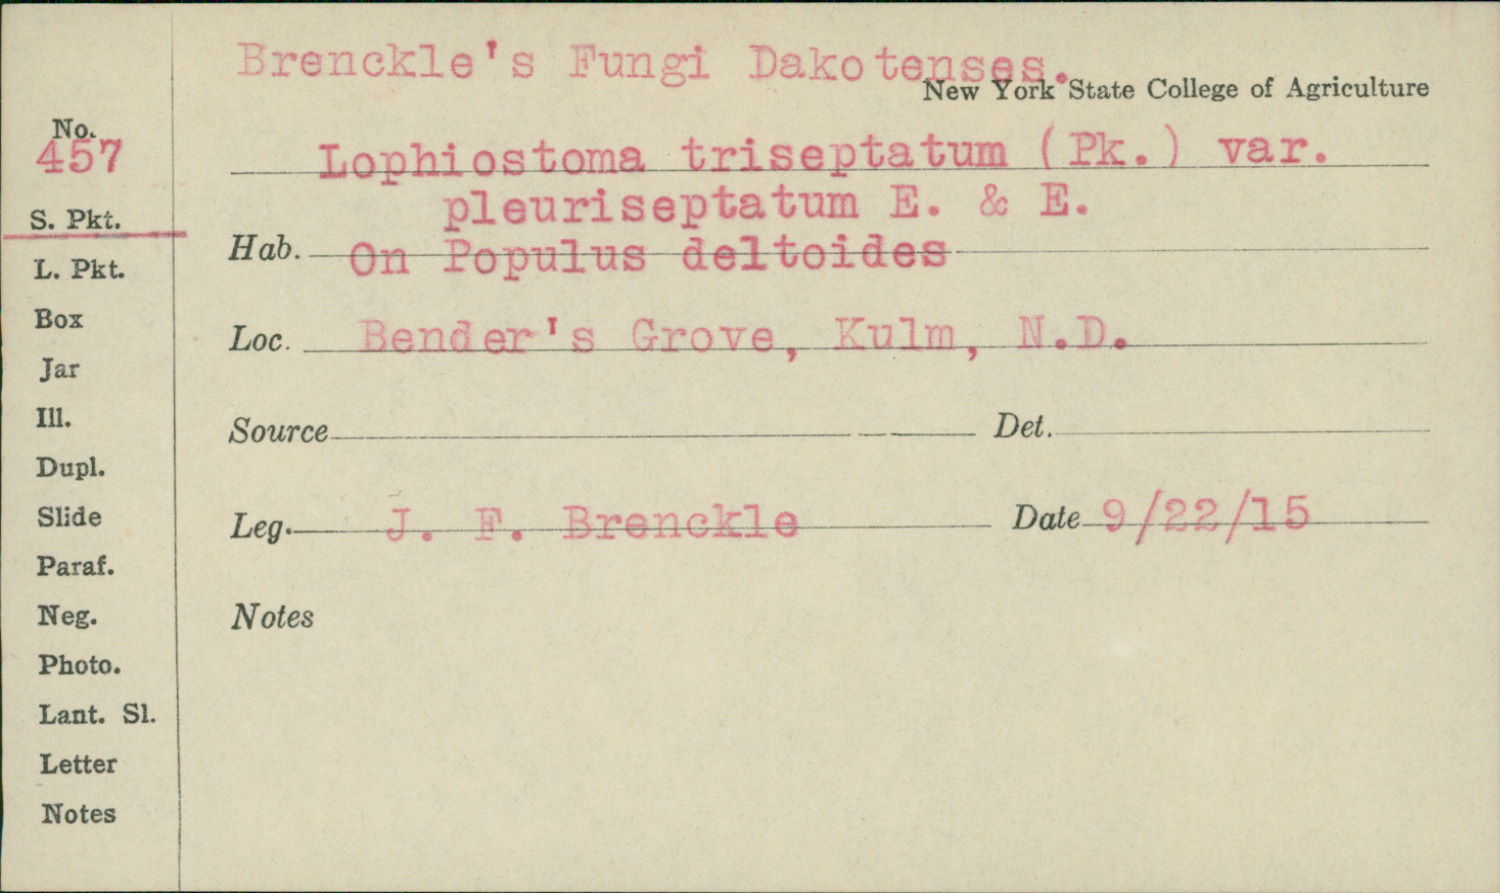 Brenckle's Fungi Dakotenses.
New York State College of Agriculture
No.
457
Lophiostoma triseptatum (Pk.) var.
pleuriseptatum E. & E.
S. Pkt.
Hab. On Populus deltoides
L. Pkt.
Box
Loc. Bender's Grove, Kulm, N.D.
Jar
Ill.
Source Det.
Dupl.
Slide
Leg. J. F. Brenckle Date 9/22/15
Paraf.
Neg.
Notes
Photo.
Lant. Sl.
Letter
Notes